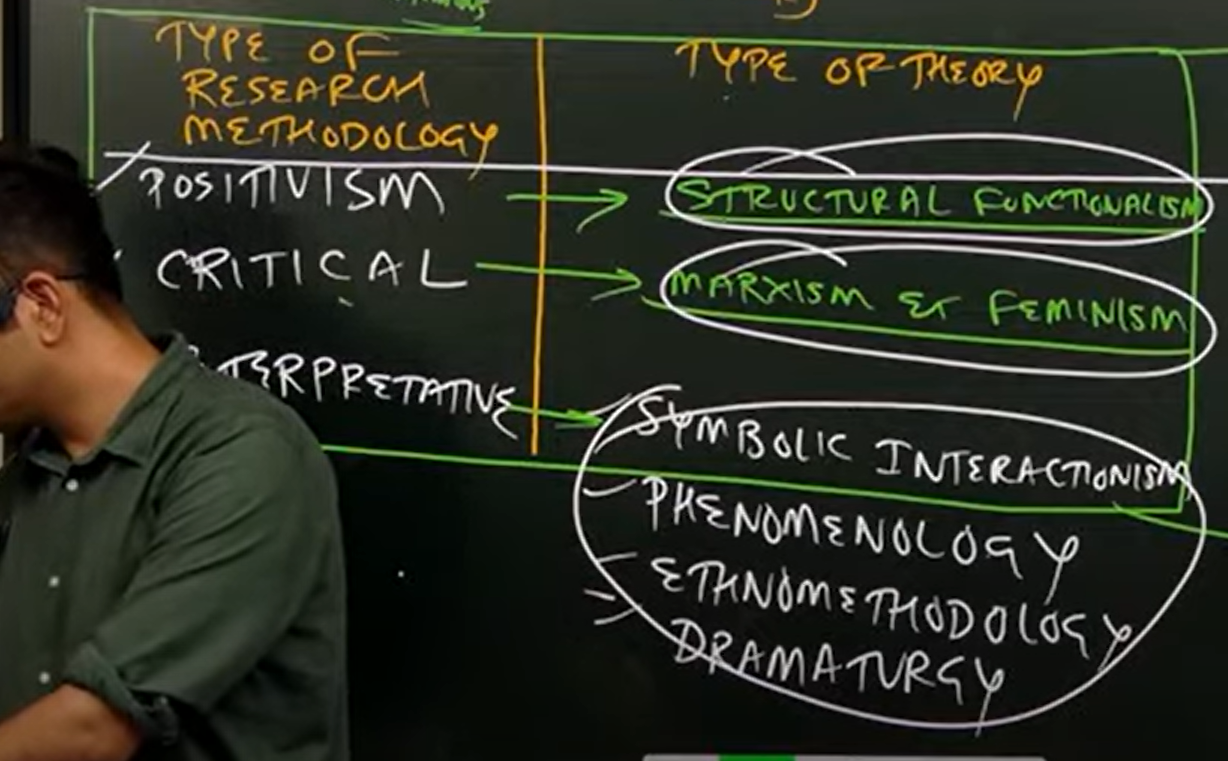 TYPE OF
RESEARCH
METHODOLOGY
TYPE OF THEORY
POSITIVISM → STRUCTURAL FUNCTIONALISM
CRITICAL → MARXISM & FEMINISM
TERPRETATIVE → SYMBOLIC INTERACTIONISM
PHENOMENOLOGY
ETHNOMETHODOLOGY
DRAMATURGY